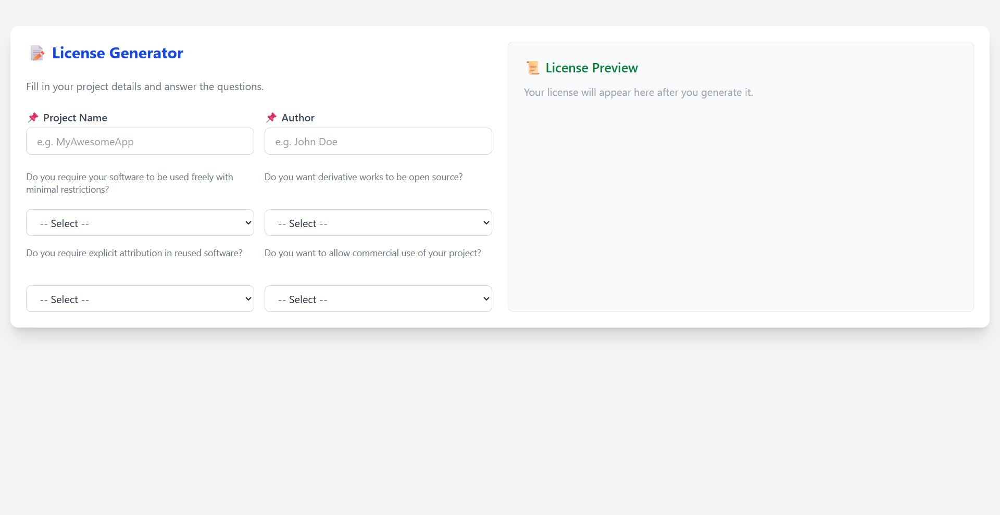 License Generator
Fill in your project details and answer the questions.
Project Name
e.g. MyAwesomeApp
Author
e.g. John Doe
Do you require your software to be used freely with
minimal restrictions?
-- Select --
Do you want derivative works to be open source?
-- Select --
Do you require explicit attribution in reused software?
-- Select --
Do you want to allow commercial use of your project?
-- Select --
License Preview
Your license will appear here after you generate it.